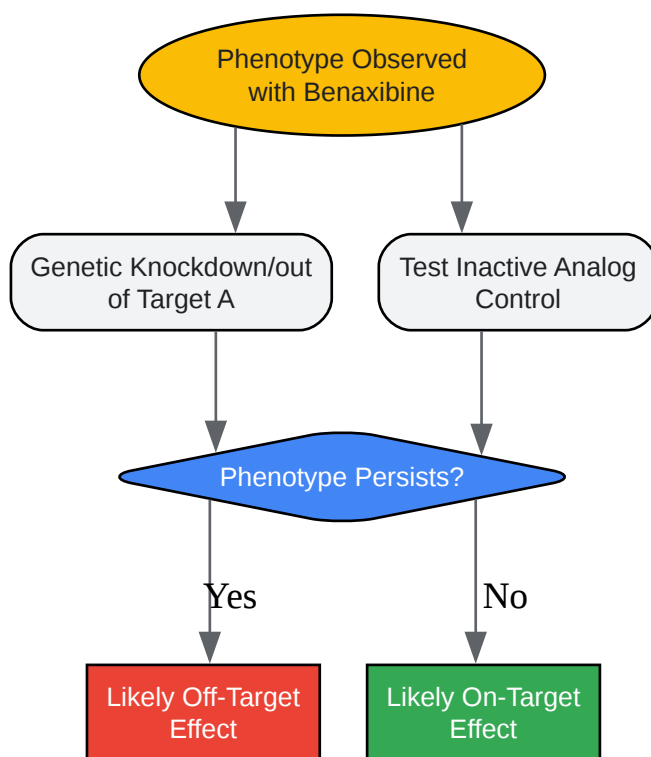 Phenotype Observed
with Benaxibine
Genetic Knockdown/out
of Target A
Test Inactive Analog
Control
Phenotype Persists?
Yes
No
Likely Off-Target
Effect
Likely On-Target
Effect